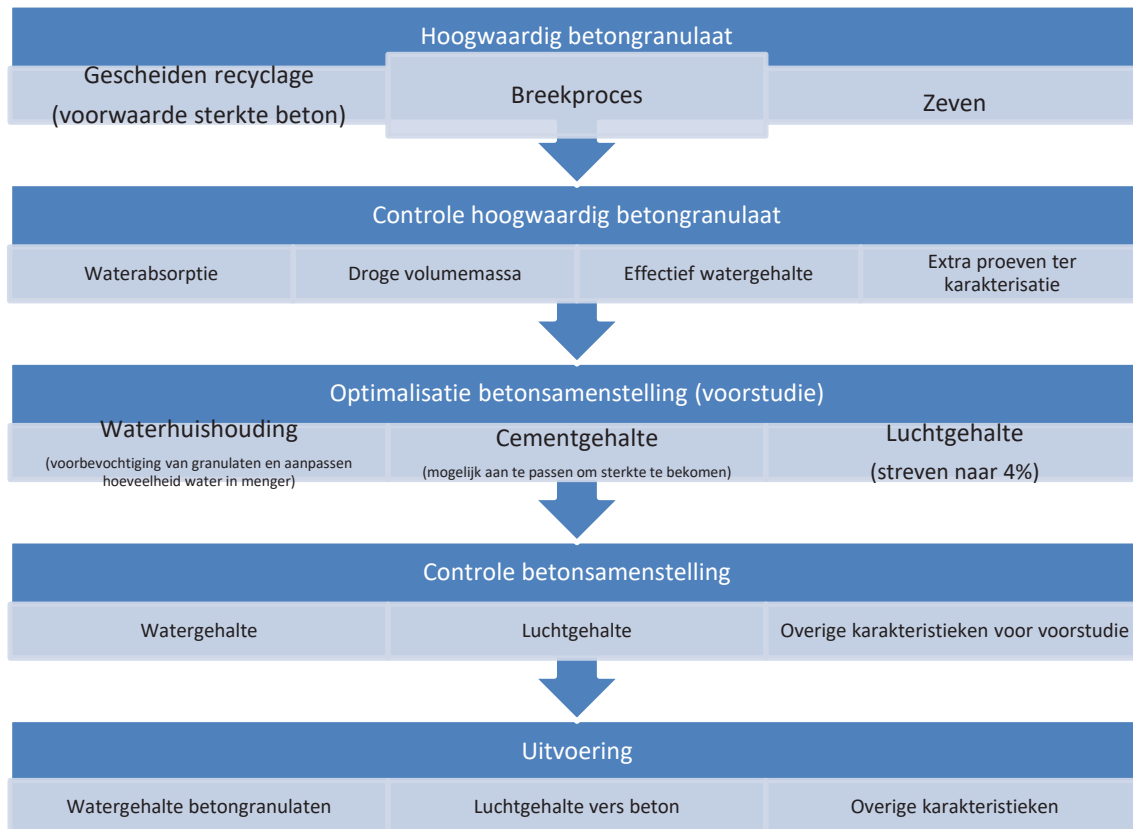 Hoogwaardig betongranulaat
Gescheiden recyclage
(voorwaarde sterkte beton)
Breekproces
Zeven
Controle hoogwaardig betongranulaat
Waterabsorptie
Droge volumemassa
Effectief watergehalte
Extra proeven ter
karakterisatie
Optimalisatie betonsamenstelling (voorstudie)
Waterhuishouding
(voorbevochtiging van granulaten en aanpassen
hoeveelheid water in menger)
Cementgehalte
(mogelijk aan te passen om sterkte te bekomen)
Luchtgehalte
(streven naar 4%)
Controle betonsamenstelling
Watergehalte
Luchtgehalte
Overige karakteristieken voor voorstudie
Uitvoering
Watergehalte betongranulaten
Luchtgehalte vers beton
Overige karakteristieken